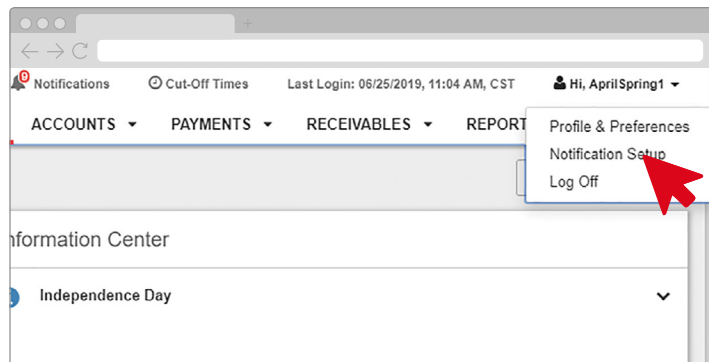 9
Notifications Cut-Off Times Last Login: 06/25/2019, 11:04 AM, CST Hi, AprilSpring1
ACCOUNTS PAYMENTS RECEIVABLES REPORT
Profile & Preferences
Notification Setup
Log Off
nformation Center
Independence Day